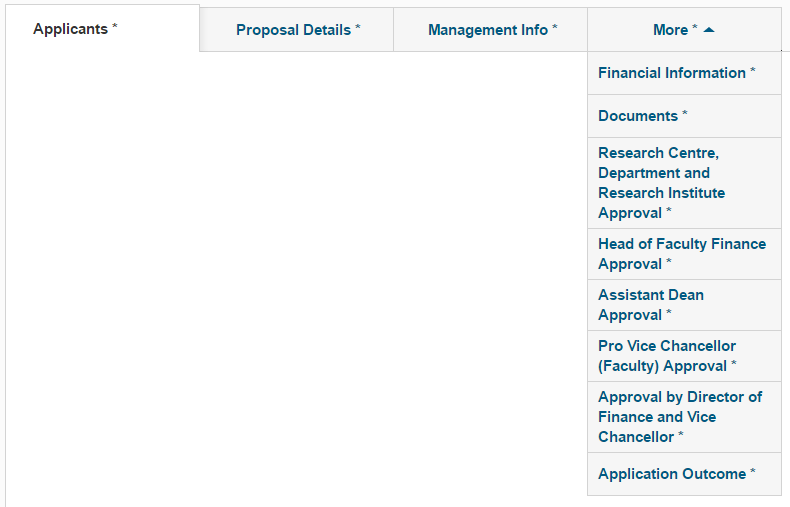 Applicants *
Proposal Details *
Management Info *
More *
Financial Information *
Documents *
Research Centre,
Department and
Research Institute
Approval *
Head of Faculty Finance
Approval *
Assistant Dean
Approval *
Pro Vice Chancellor
(Faculty) Approval *
Approval by Director of
Finance and Vice
Chancellor *
Application Outcome *